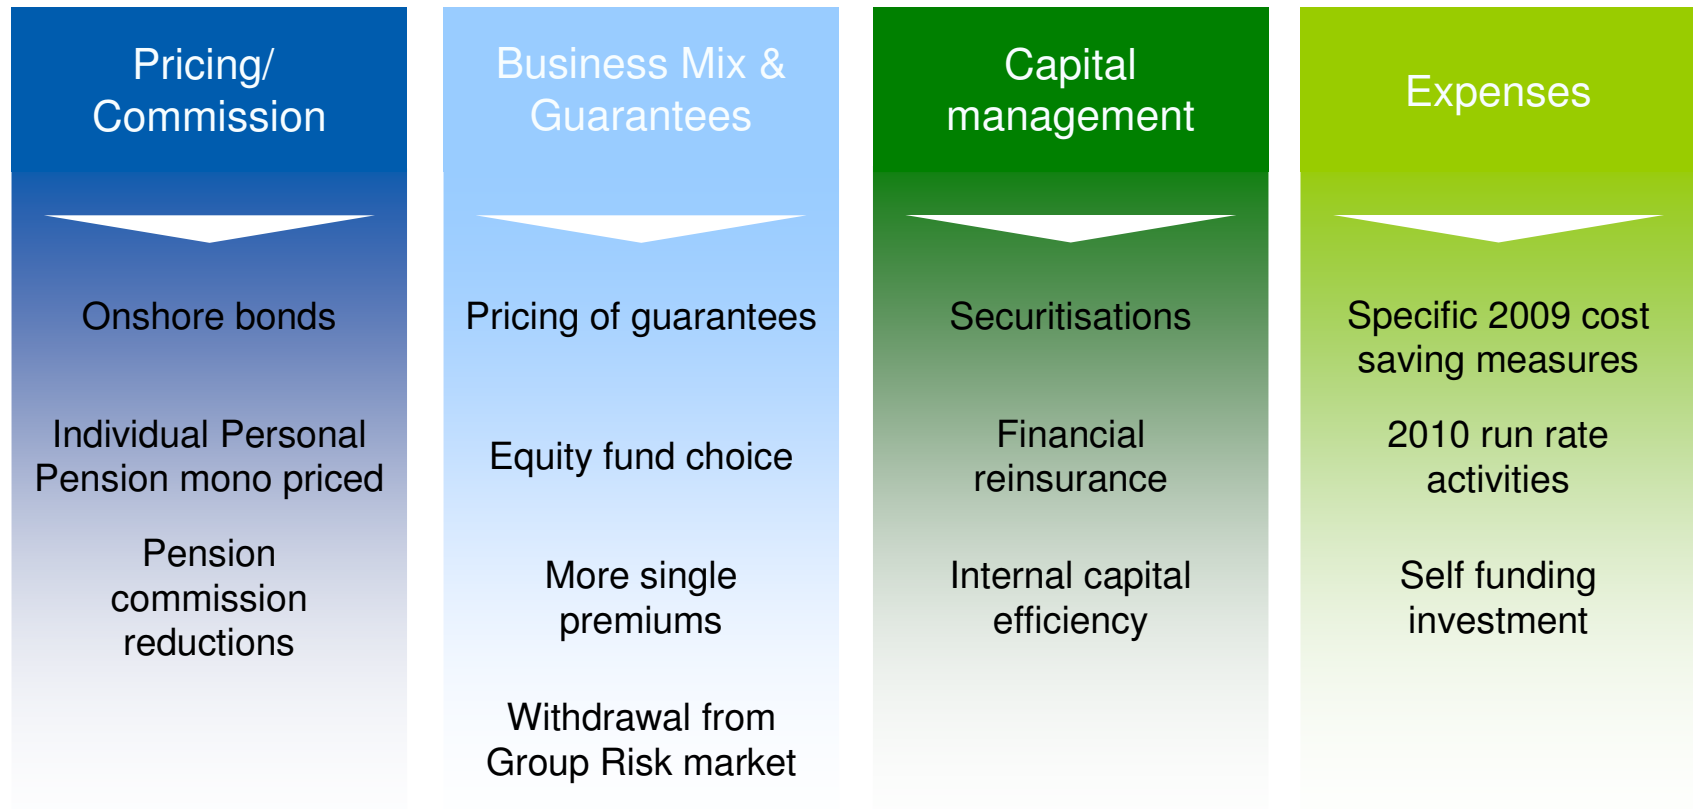 Pricing/
Commission
Onshore bonds
Individual Personal
Pension mono priced
Pension
commission
reductions
Business Mix &
Guarantees
Pricing of guarantees
Equity fund choice
More single
premiums
Withdrawal from
Group Risk market
Capital
management
Securitisations
Financial
reinsurance
Internal capital
efficiency
Expenses
Specific 2009 cost
saving measures
2010 run rate
activities
Self funding
investment